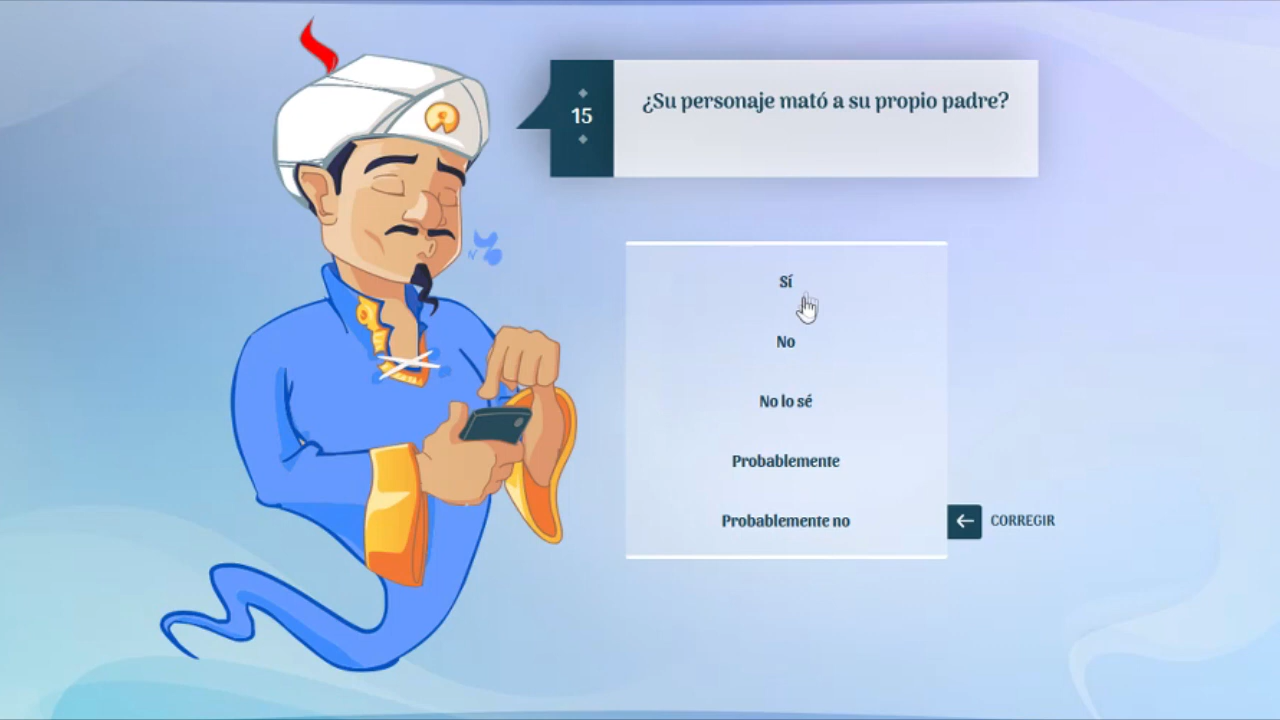 15
¿Su personaje mató a su propio padre?
Sí
No
No lo sé
Probablemente
Probablemente no
CORREGIR